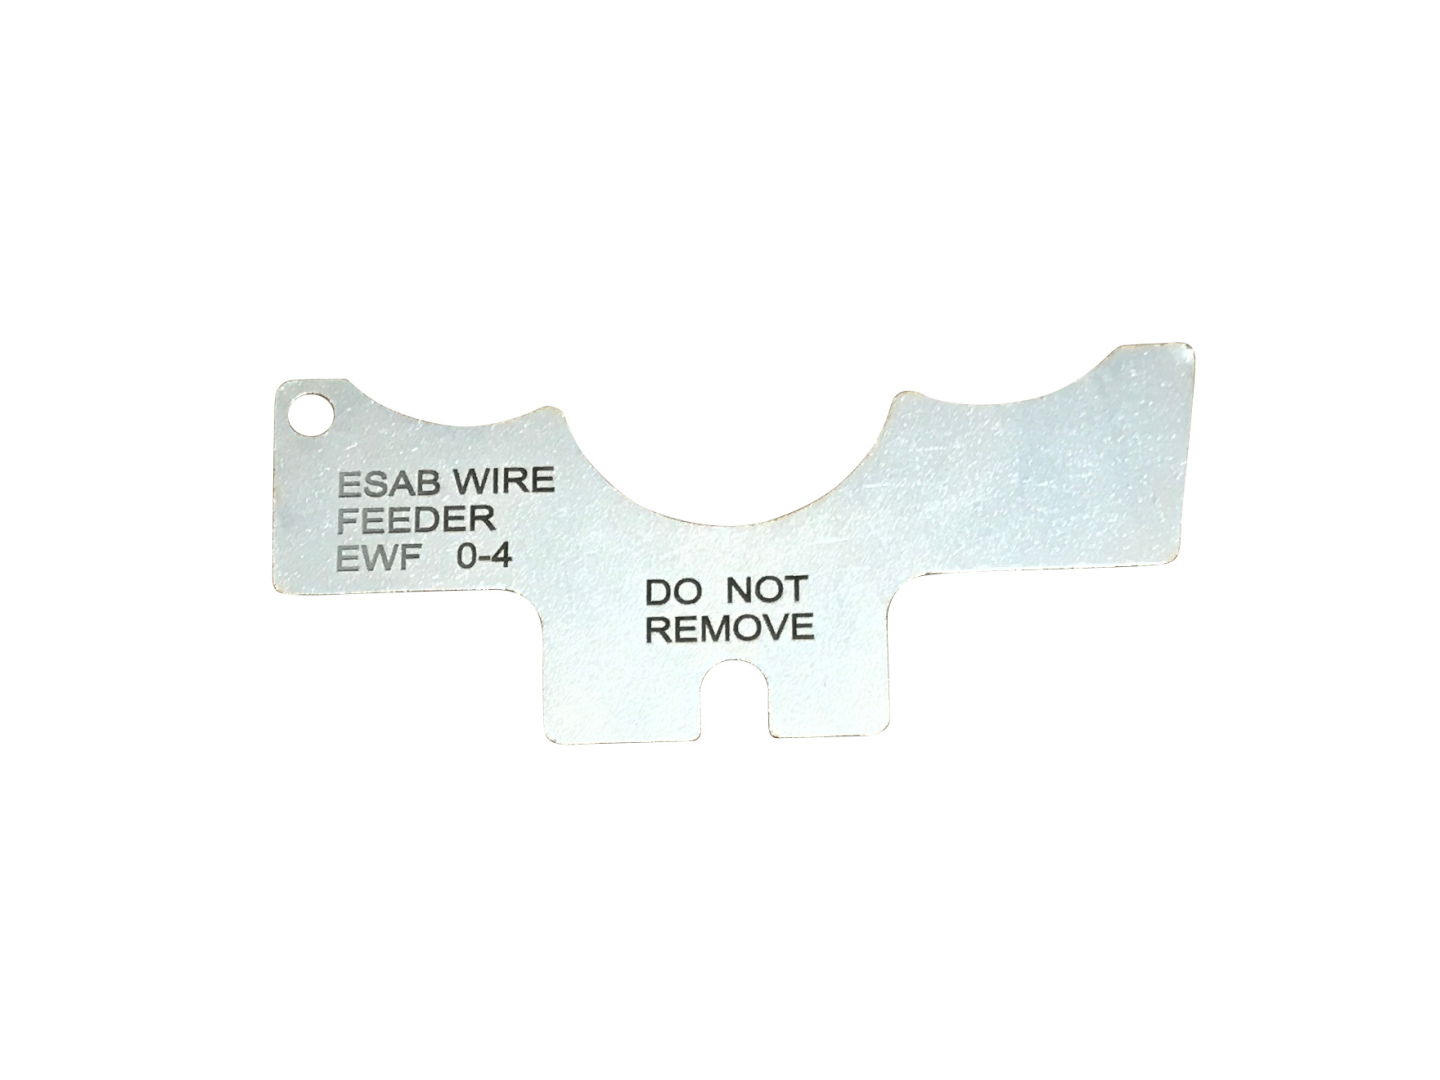 ESAB WIRE
FEEDER
EWF 0-4
DO NOT
REMOVE